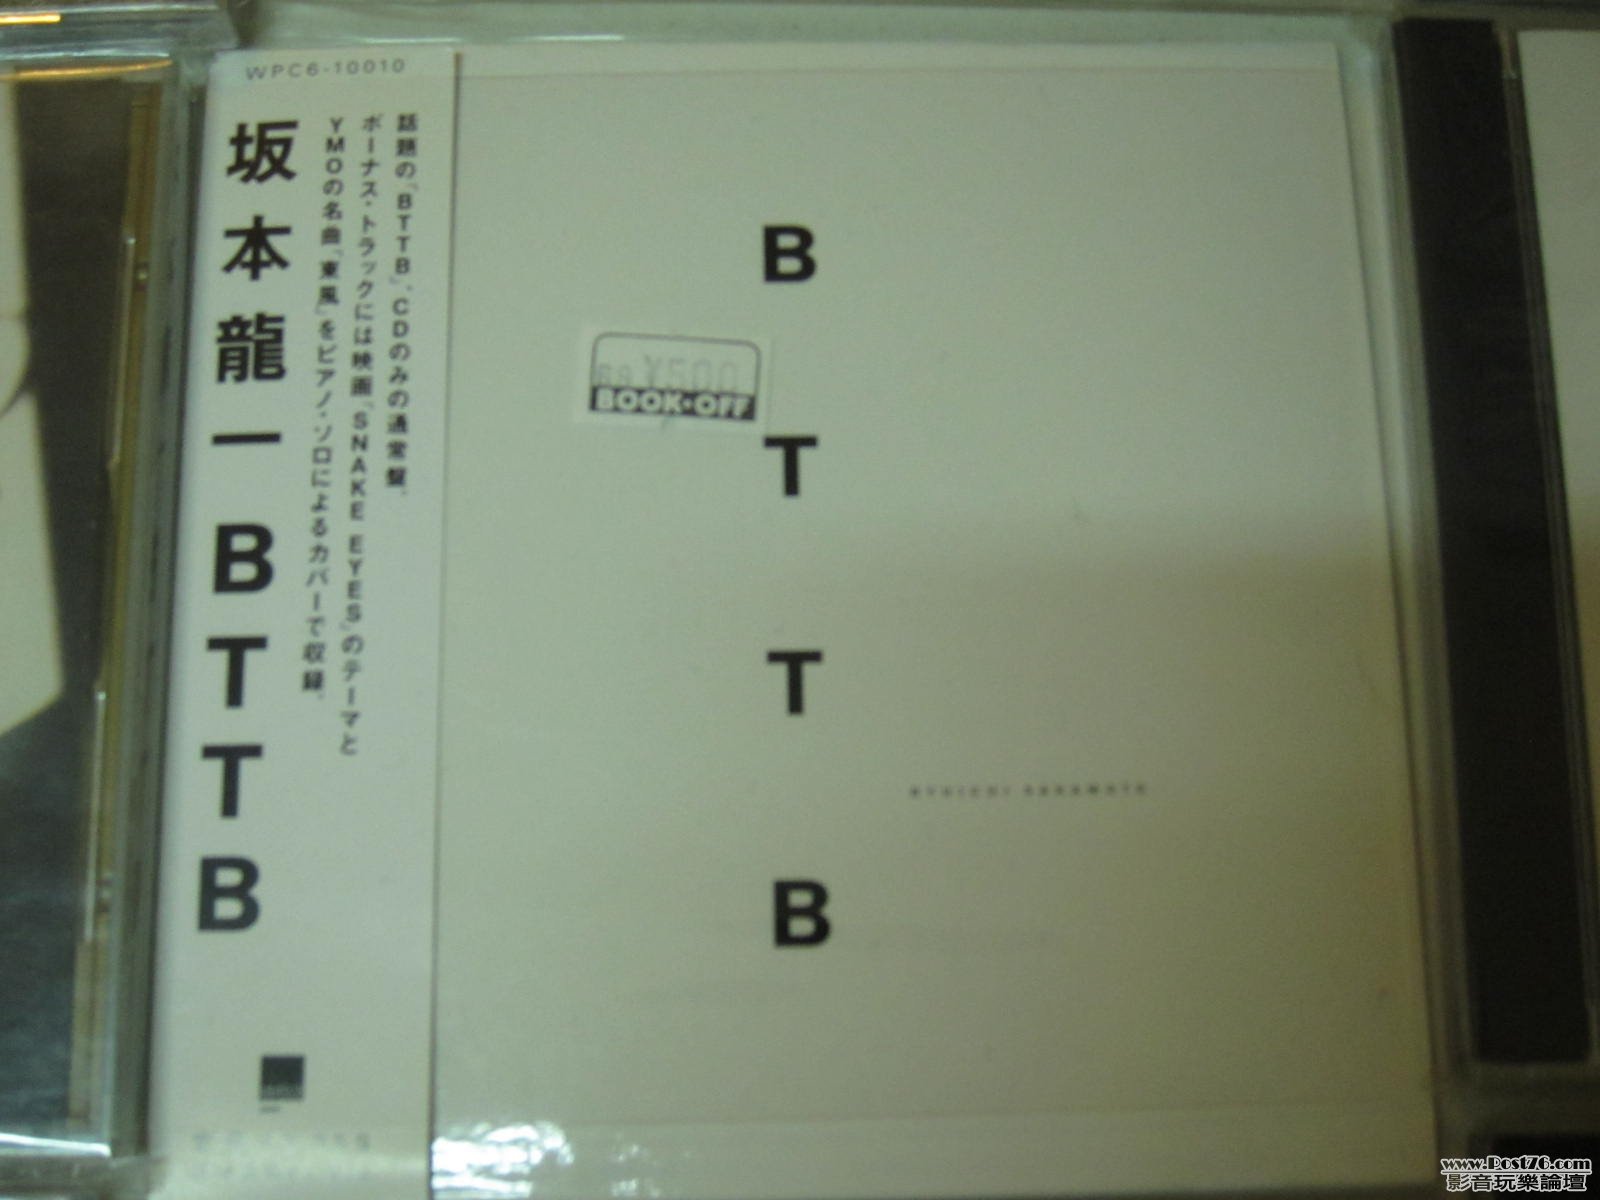 WPC6-10010
坂本龍一 BTTB
話題の「BTTB」、CDのみの通常盤。
ボーナス・トラックには映画「SNAKE EYES」のテーマと
YMOの名曲「東風」をピアノ・ソロによるカバーで収録。
B
T
T
B
¥500
BOOK・OFF
RYUICHI SAKAMOTO
www.Post76.com
影音玩樂論壇